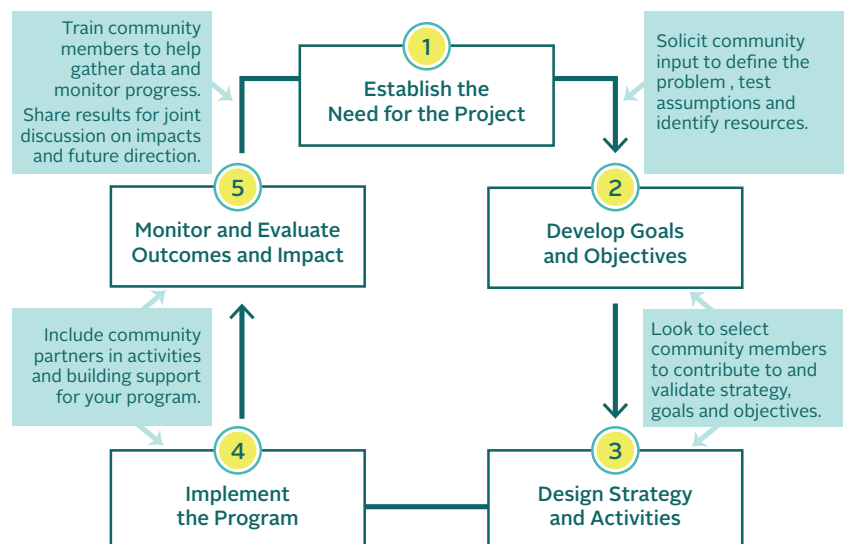 Train community
members to help
gather data and
monitor progress.
Share results for joint
discussion on impacts
and future direction.
1
Establish the
Need for the Project
Solicit community
input to define the
problem , test
assumptions and
identify resources.
5
Monitor and Evaluate
Outcomes and Impact
2
Develop Goals
and Objectives
Include community
partners in activities
and building support
for your program.
Look to select
community members
to contribute to and
validate strategy,
goals and objectives.
4
Implement
the Program
3
Design Strategy
and Activities